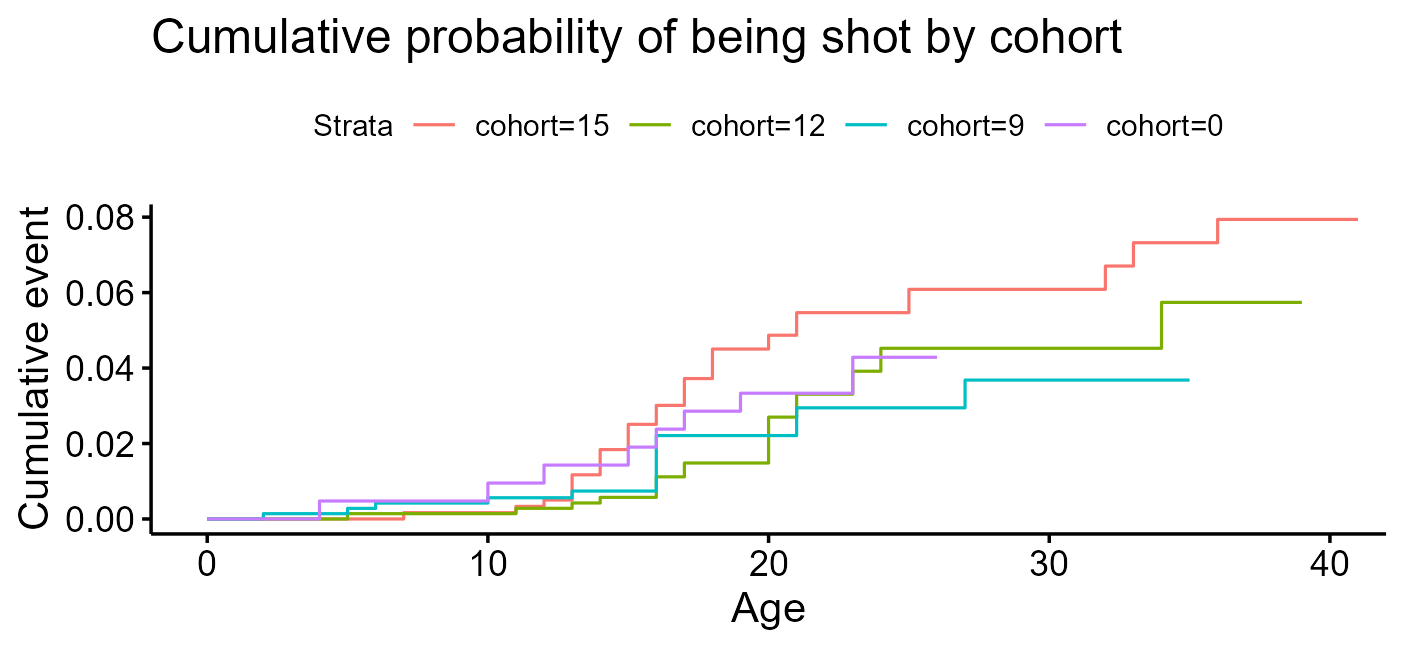 Cumulative probability of being shot by cohort
Strata cohort=15 cohort=12 cohort=9 cohort=0
Cumulative event
0.08
0.06
0.04
0.02
0.00
0 10 20 30 40
Age